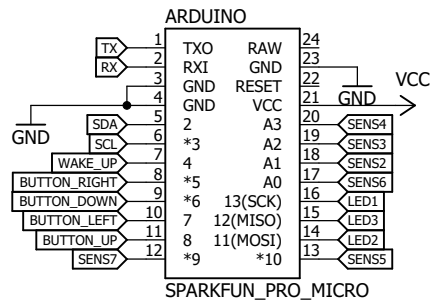 ARDUINO
TX 1 TXO RAW 24
RX 2 RXI GND 23
3 GND RESET 22 GND VCC
GND 4 GND VCC 21
SDA 5 2 A3 20 SENS4
SCL 6 *3 A2 19 SENS3
WAKE_UP 7 4 A1 18 SENS2
BUTTON_RIGHT 8 *5 A0 17 SENS6
BUTTON_DOWN 9 *6 13(SCK) 16 LED1
BUTTON_LEFT 10 7 12(MISO) 15 LED3
BUTTON_UP 11 8 11(MOSI) 14 LED2
SENS7 12 *9 *10 13 SENS5
SPARKFUN_PRO_MICRO